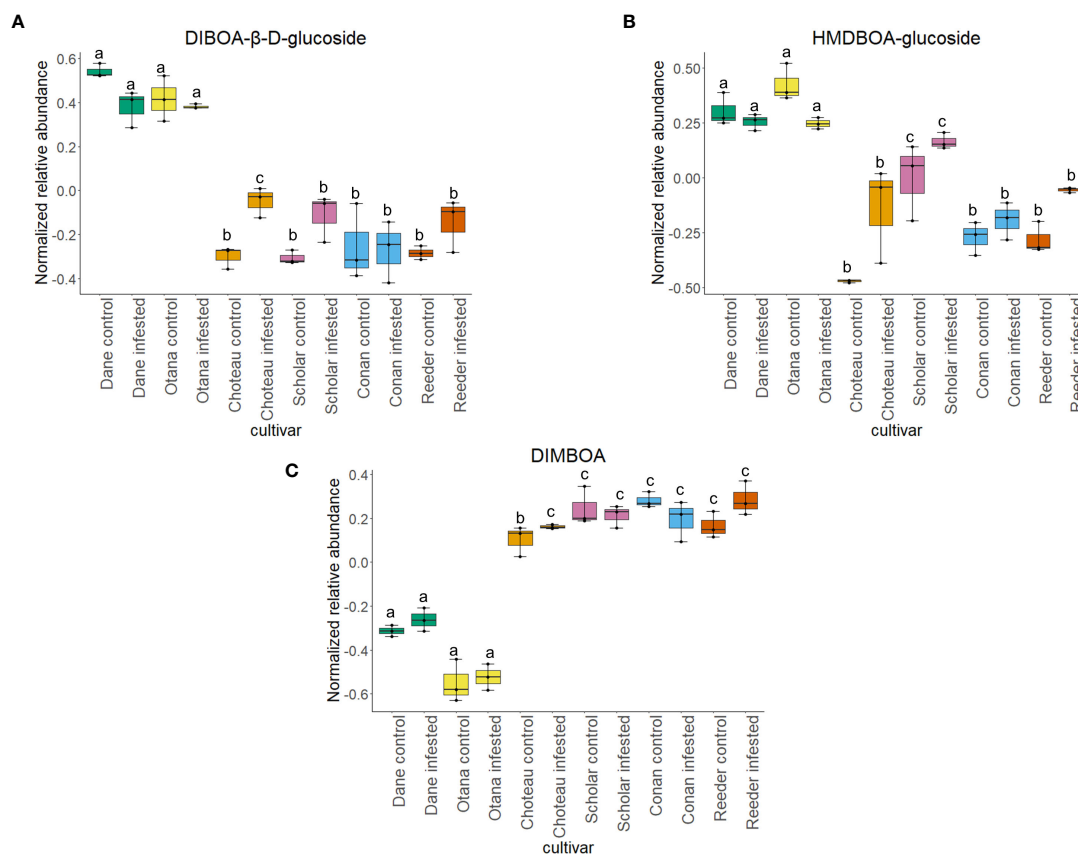 A
DIBOA-β-D-glucoside
Normalized relative abundance
0.6
0.4
0.2
0.0
-0.2
-0.4
a
a
a
a
b
c
b
b
b
b
b
b
Dane control
Dane infested
Otana control
Otana infested
Choteau control
Choteau infested
Scholar control
Scholar infested
Conan control
Conan infested
Reeder control
Reeder infested
cultivar
B
HMDBOA-glucoside
Normalized relative abundance
0.50
0.25
0.00
-0.25
-0.50
a
a
a
a
b
b
c
c
b
b
b
b
Dane control
Dane infested
Otana control
Otana infested
Choteau control
Choteau infested
Scholar control
Scholar infested
Conan control
Conan infested
Reeder control
Reeder infested
cultivar
C
DIMBOA
Normalized relative abundance
0.4
0.2
0.0
-0.2
-0.4
-0.6
a
a
a
a
b
c
c
c
c
c
c
c
Dane control
Dane infested
Otana control
Otana infested
Choteau control
Choteau infested
Scholar control
Scholar infested
Conan control
Conan infested
Reeder control
Reeder infested
cultivar